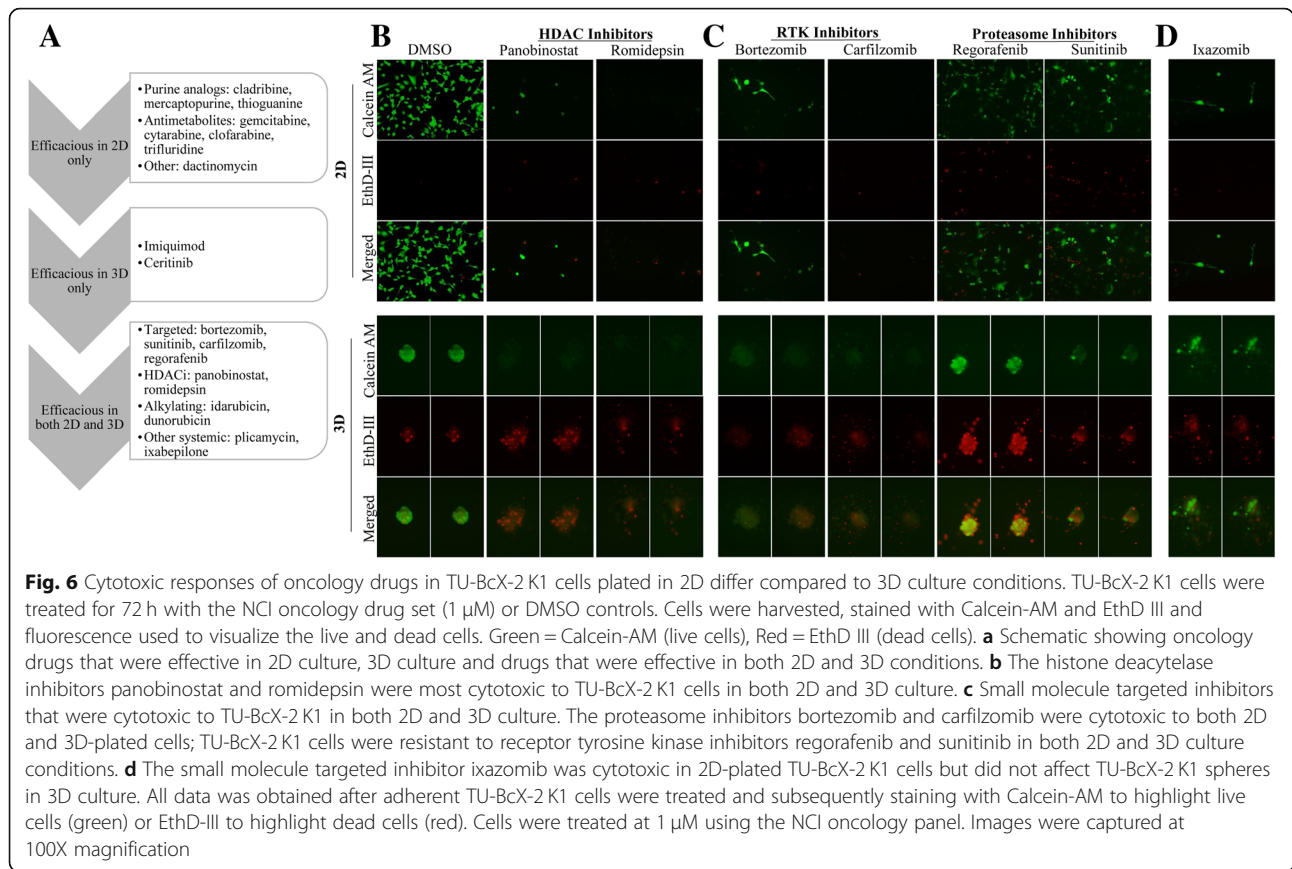 A
Efficacious in 2D
only
•Purine analogs: cladribine,
mercaptopurine, thioguanine
•Antimetabolites: gemcitabine,
cytarabine, clofarabine,
trifluridine
•Other: dactinomycin
Efficacious in 3D
only
•Imiquimod
•Ceritinib
Efficacious in
both 2D and 3D
•Targeted: bortezomib,
sunitinib, carfilzomib,
regorafenib
•HDACi: panobinostat,
romidepsin
•Alkylating: idarubicin,
dunorubicin
•Other systemic: plicamycin,
ixabepilone
B
HDAC Inhibitors
DMSO Panobinostat Romidepsin
C
RTK Inhibitors Proteasome Inhibitors
Bortezomib Carfilzomib Regorafenib Sunitinib
D
Ixazomib
2D
Calcein AM
EthD-III
Merged
3D
Calcein AM
EthD-III
Merged
Fig. 6 Cytotoxic responses of oncology drugs in TU-BcX-2 K1 cells plated in 2D differ compared to 3D culture conditions. TU-BcX-2 K1 cells were
treated for 72 h with the NCI oncology drug set (1 μM) or DMSO controls. Cells were harvested, stained with Calcein-AM and EthD III and
fluorescence used to visualize the live and dead cells. Green = Calcein-AM (live cells), Red = EthD III (dead cells). a Schematic showing oncology
drugs that were effective in 2D culture, 3D culture and drugs that were effective in both 2D and 3D conditions. b The histone deacytelase
inhibitors panobinostat and romidepsin were most cytotoxic to TU-BcX-2 K1 cells in both 2D and 3D culture. c Small molecule targeted inhibitors
that were cytotoxic to TU-BcX-2 K1 in both 2D and 3D culture. The proteasome inhibitors bortezomib and carfilzomib were cytotoxic to both 2D
and 3D-plated cells; TU-BcX-2 K1 cells were resistant to receptor tyrosine kinase inhibitors regorafenib and sunitinib in both 2D and 3D culture
conditions. d The small molecule targeted inhibitor ixazomib was cytotoxic in 2D-plated TU-BcX-2 K1 cells but did not affect TU-BcX-2 K1 spheres
in 3D culture. All data was obtained after adherent TU-BcX-2 K1 cells were treated and subsequently staining with Calcein-AM to highlight live
cells (green) or EthD-III to highlight dead cells (red). Cells were treated at 1 μM using the NCI oncology panel. Images were captured at
100X magnification